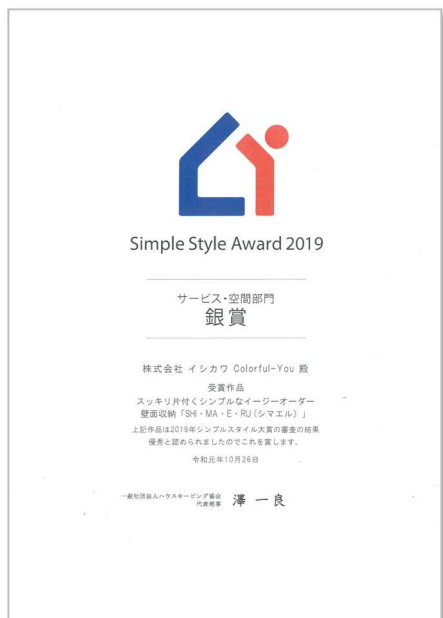 Simple Style Award 2019
サービス・空間部門
銀賞
株式会社 イシカワ Colorful-You 殿
受賞作品
スッキリ片付くシンプルなイージーオーダー
壁面収納「SHI・MA・E・RU（シマエル）」
上記作品は2019年シンプルスタイル大賞の審査の結果
優秀と認められましたのでこれを賞します。
令和元年10月26日
一般社団法人ハウスキーピング協会
代表理事 澤 一良